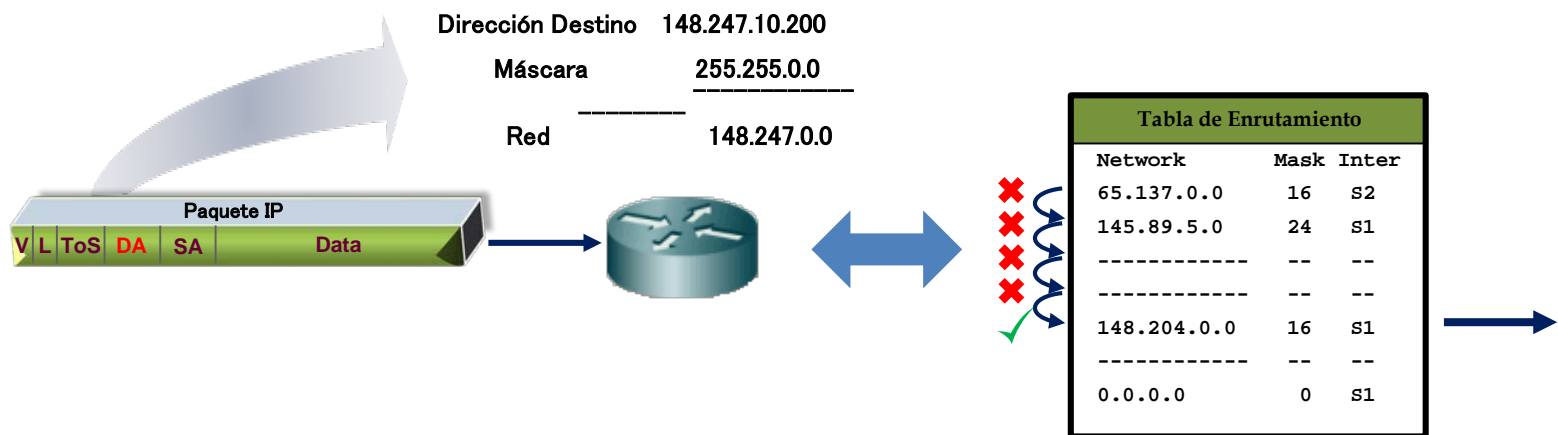 Dirección Destino 148.247.10.200
Máscara 255.255.0.0
------------
--------
Red 148.247.0.0
Paquete IP
V L ToS DA SA Data
Tabla de Enrutamiento
Network Mask Inter
65.137.0.0 16 S2
145.89.5.0 24 S1
------------ -- --
------------ -- --
148.204.0.0 16 S1
------------ -- --
0.0.0.0 0 S1